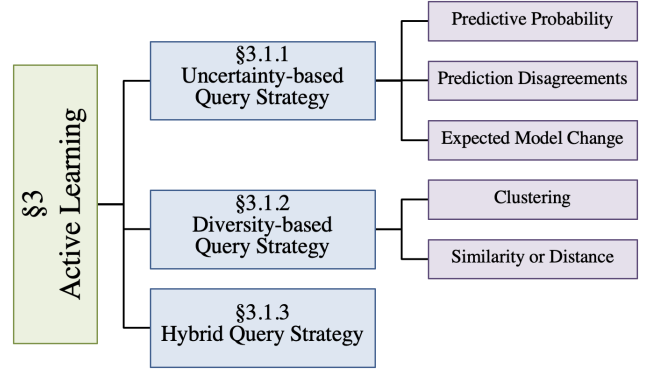 §3
Active Learning
§3.1.1
Uncertainty-based
Query Strategy
Predictive Probability
Prediction Disagreements
Expected Model Change
§3.1.2
Diversity-based
Query Strategy
Clustering
Similarity or Distance
§3.1.3
Hybrid Query Strategy